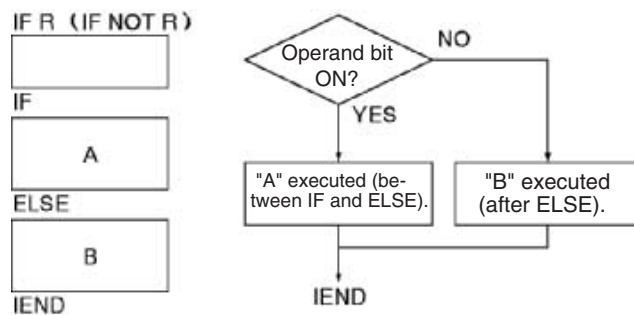 IF R (IF NOT R)
IF
A
ELSE
B
IEND
Operand bit
ON?
NO
YES
"A" executed (be-
tween IF and ELSE).
"B" executed
(after ELSE).
IEND